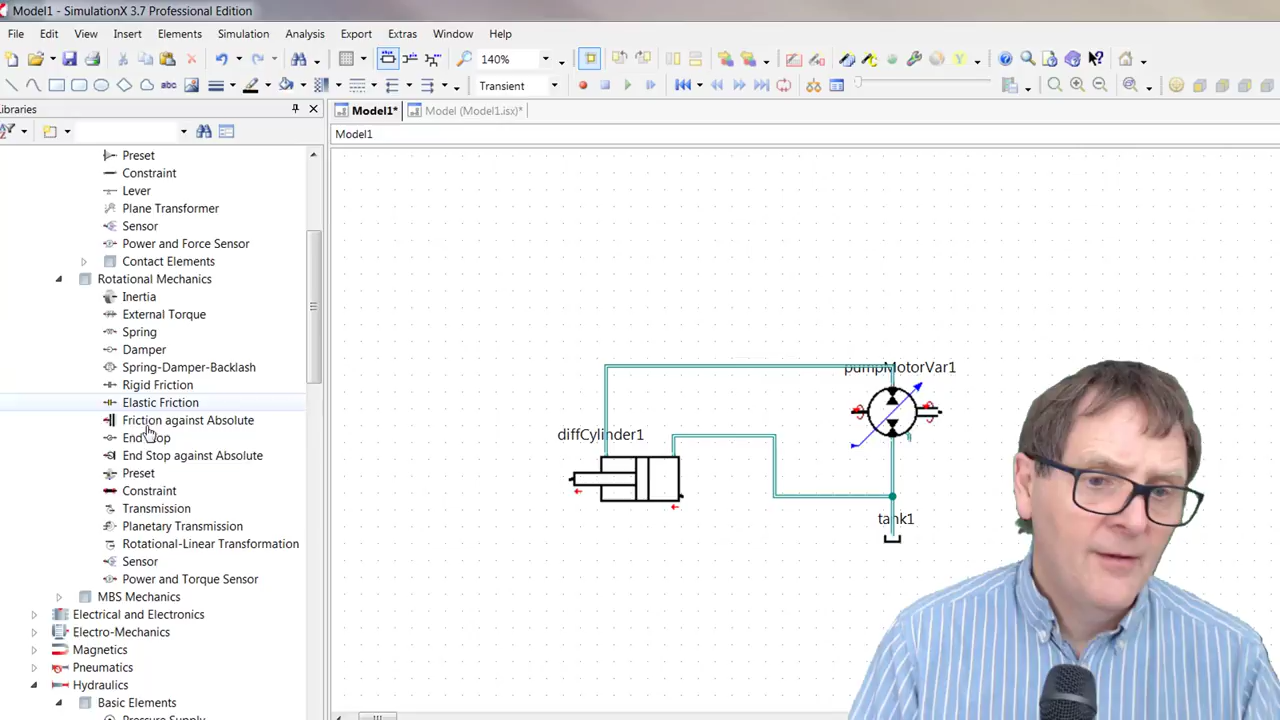 Model1 - SimulationX 3.7 Professional Edition
File Edit View Insert Elements Simulation Analysis Export Extras Window Help
140%
abc
Transient
Libraries
Model1* Model (Model1.isx)*
Model1
Preset
Constraint
Lever
Plane Transformer
Sensor
Power and Force Sensor
Contact Elements
Rotational Mechanics
Inertia
External Torque
Spring
Damper
Spring-Damper-Backlash
Rigid Friction
Elastic Friction
Friction against Absolute
End Stop
End Stop against Absolute
Preset
Constraint
Transmission
Planetary Transmission
Rotational-Linear Transformation
Sensor
Power and Torque Sensor
MBS Mechanics
Electrical and Electronics
Electro-Mechanics
Magnetics
Pneumatics
Hydraulics
Basic Elements
Pressure Supply
pumpMotorVar1
diffCylinder1
tank1